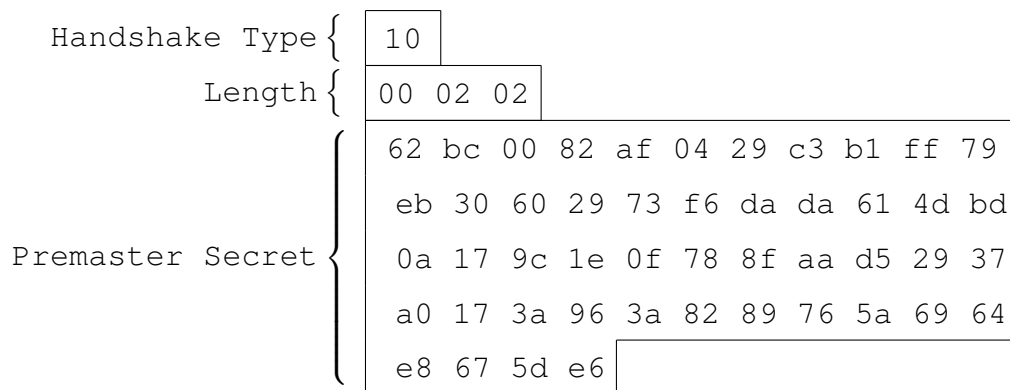 Handshake Type { 10
Length { 00 02 02
62 bc 00 82 af 04 29 c3 b1 ff 79
eb 30 60 29 73 f6 da da 61 4d bd
Premaster Secret { 0a 17 9c 1e 0f 78 8f aa d5 29 37
a0 17 3a 96 3a 82 89 76 5a 69 64
e8 67 5d e6